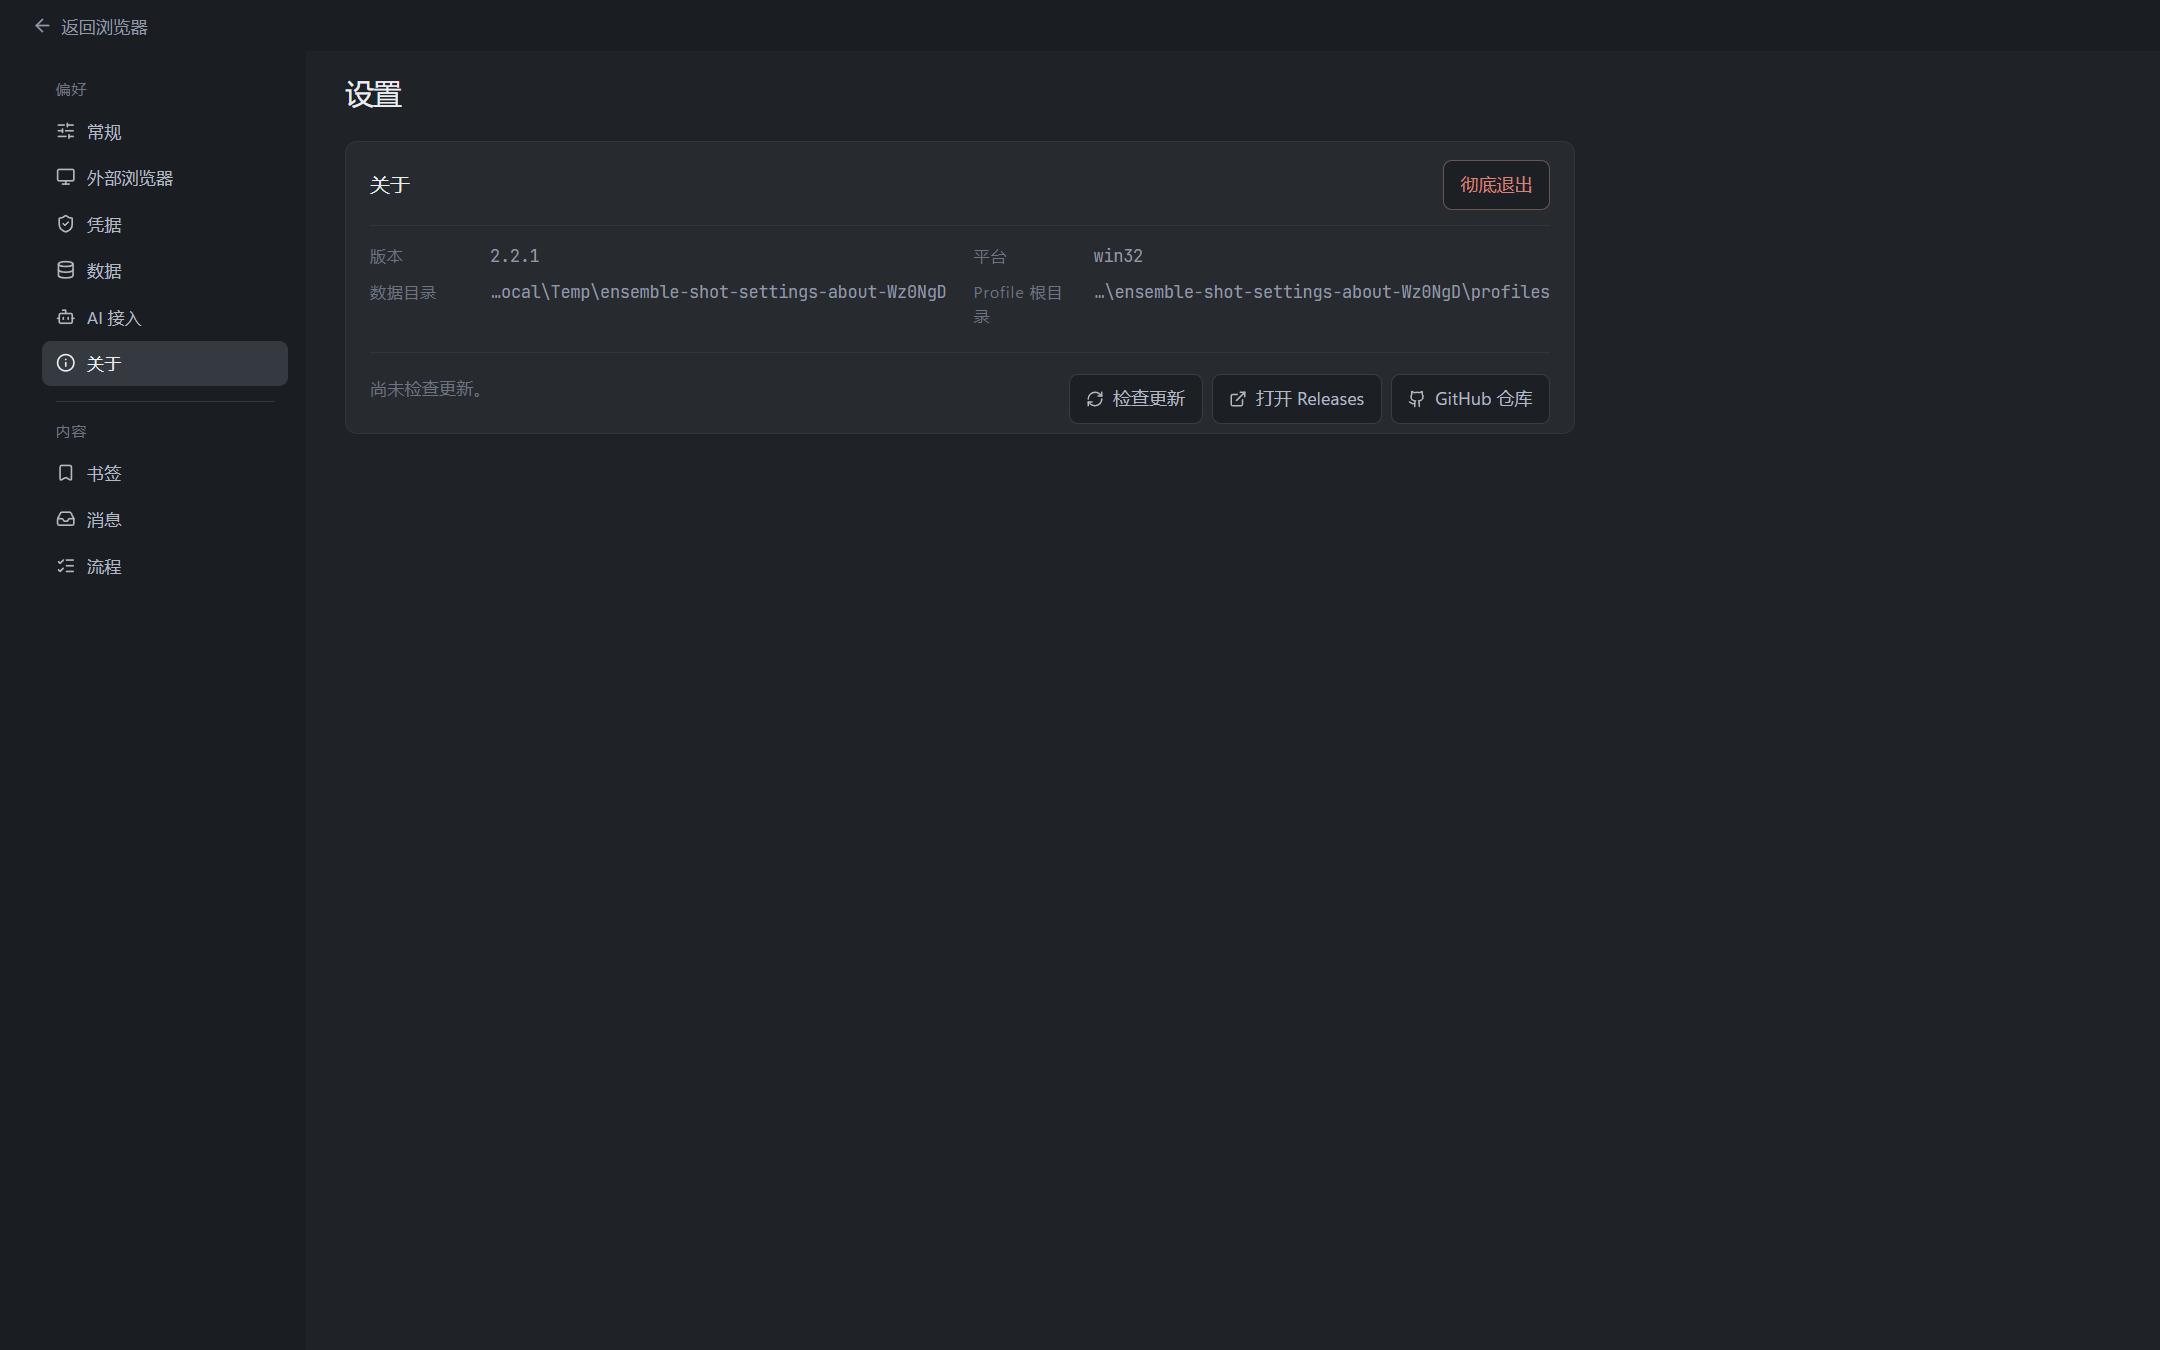 返回浏览器
偏好
常规
外部浏览器
凭据
数据
AI 接入
关于
内容
书签
消息
流程
设置
关于
彻底退出
版本 2.2.1 平台 win32
数据目录 …ocal\Temp\ensemble-shot-settings-about-Wz0NgD Profile 根目录 …\ensemble-shot-settings-about-Wz0NgD\profiles
尚未检查更新。
检查更新 打开 Releases GitHub 仓库